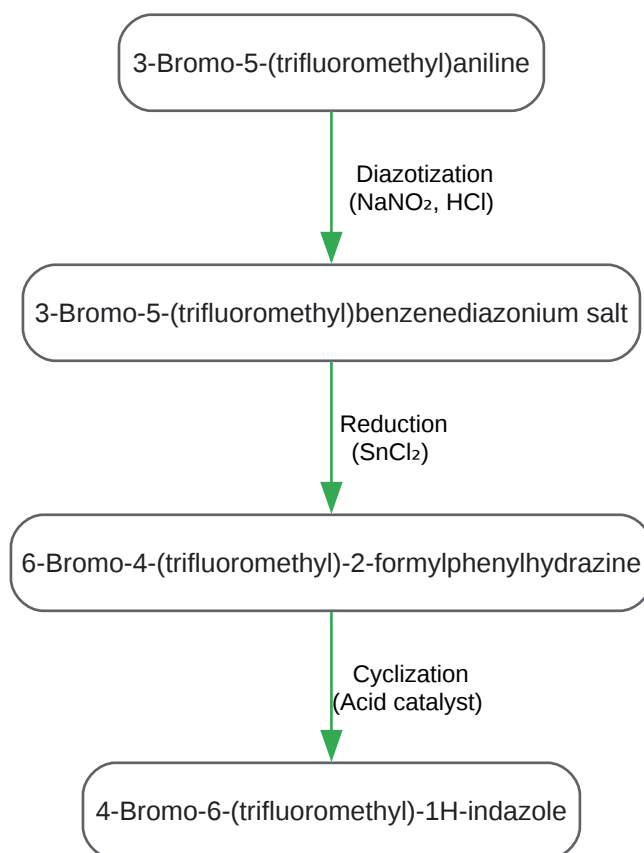 3-Bromo-5-(trifluoromethyl)aniline
Diazotization
(NaNO₂, HCl)
3-Bromo-5-(trifluoromethyl)benzenediazonium salt
Reduction
(SnCl₂)
6-Bromo-4-(trifluoromethyl)-2-formylphenylhydrazine
Cyclization
(Acid catalyst)
4-Bromo-6-(trifluoromethyl)-1H-indazole